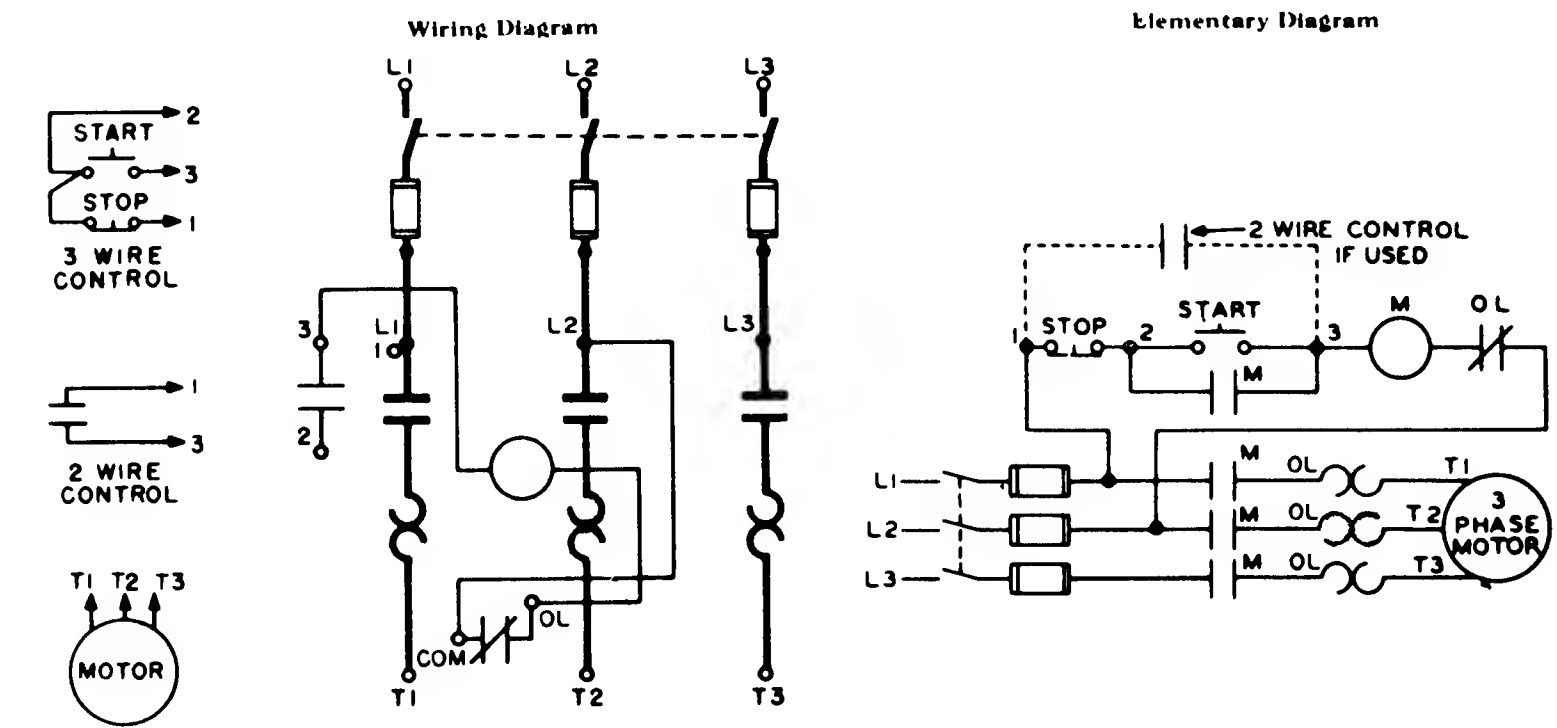 Wiring Diagram
Elementary Diagram
L1
L2
L3
2
START
3
STOP
1
3 WIRE
CONTROL
1
3
2 WIRE
CONTROL
T1 T2 T3
MOTOR
3
L1
1
L2
L3
2
COM
OL
T1
T2
T3
2 WIRE CONTROL
IF USED
1
STOP
2
START
3
M
OL
M
L1
M
OL
T1
L2
M
OL
T2
L3
M
OL
T3
3
PHASE
MOTOR